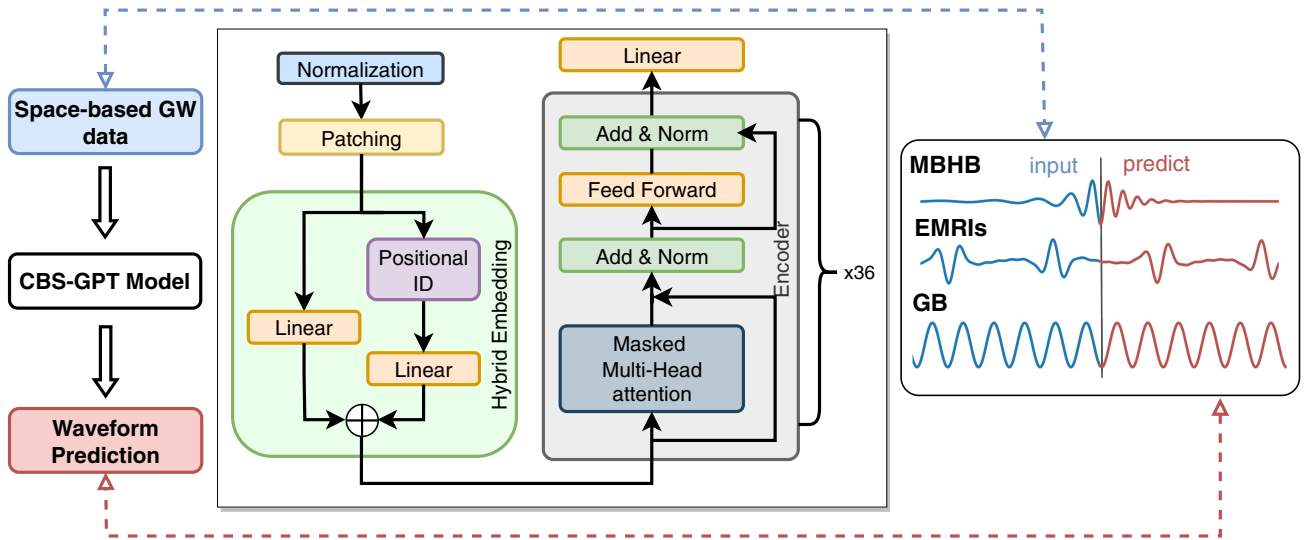 Space-based GW
data
CBS-GPT Model
Waveform
Prediction
Normalization
Patching
Positional
ID
Linear
Linear
Hybrid Embedding
Linear
Add & Norm
Feed Forward
Add & Norm
Masked
Multi-Head
attention
Encoder
x36
MBHB
input
predict
EMRIs
GB